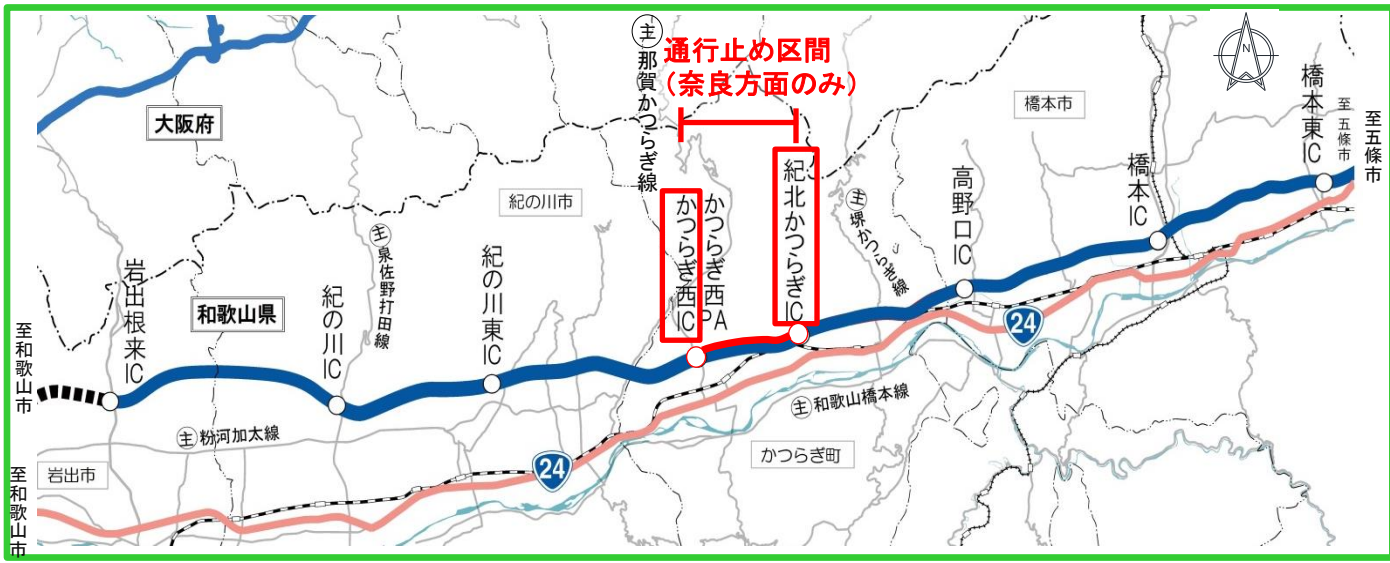 通行止め区間
（奈良方面のみ）
N
主
那賀かつらぎ線
大阪府
紀の川市
橋本市
橋本東IC
至五條市
至五條市
橋本IC
高野口IC
主
堺かつらぎ線
紀北かつらぎIC
かつらぎ西PA
かつらぎ西IC
紀の川東IC
主
泉佐野打田線
紀の川IC
和歌山県
岩出根来IC
至和歌山市
24
主
和歌山橋本線
主
粉河加太線
かつらぎ町
24
岩出市
至和歌山市